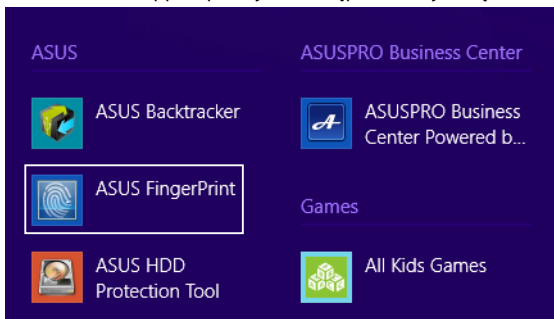 ASUS
ASUS Backtracker
ASUS FingerPrint
ASUS HDD
Protection Tool
ASUSPRO Business Center
ASUSPRO Business
Center Powered b...
Games
All Kids Games